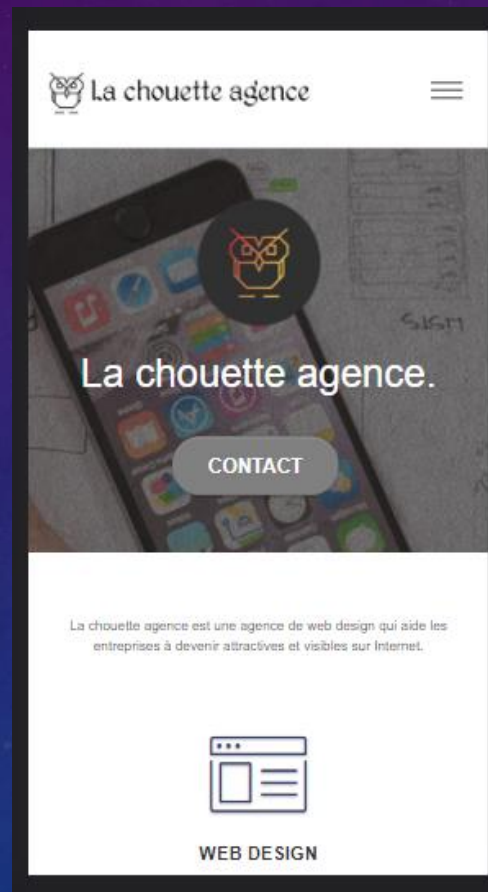 La chouette agence
SISM
La chouette agence.
CONTACT
La chouette agence est une agence de web design qui aide les
entreprises à devenir attractives et visibles sur Internet.
WEB DESIGN